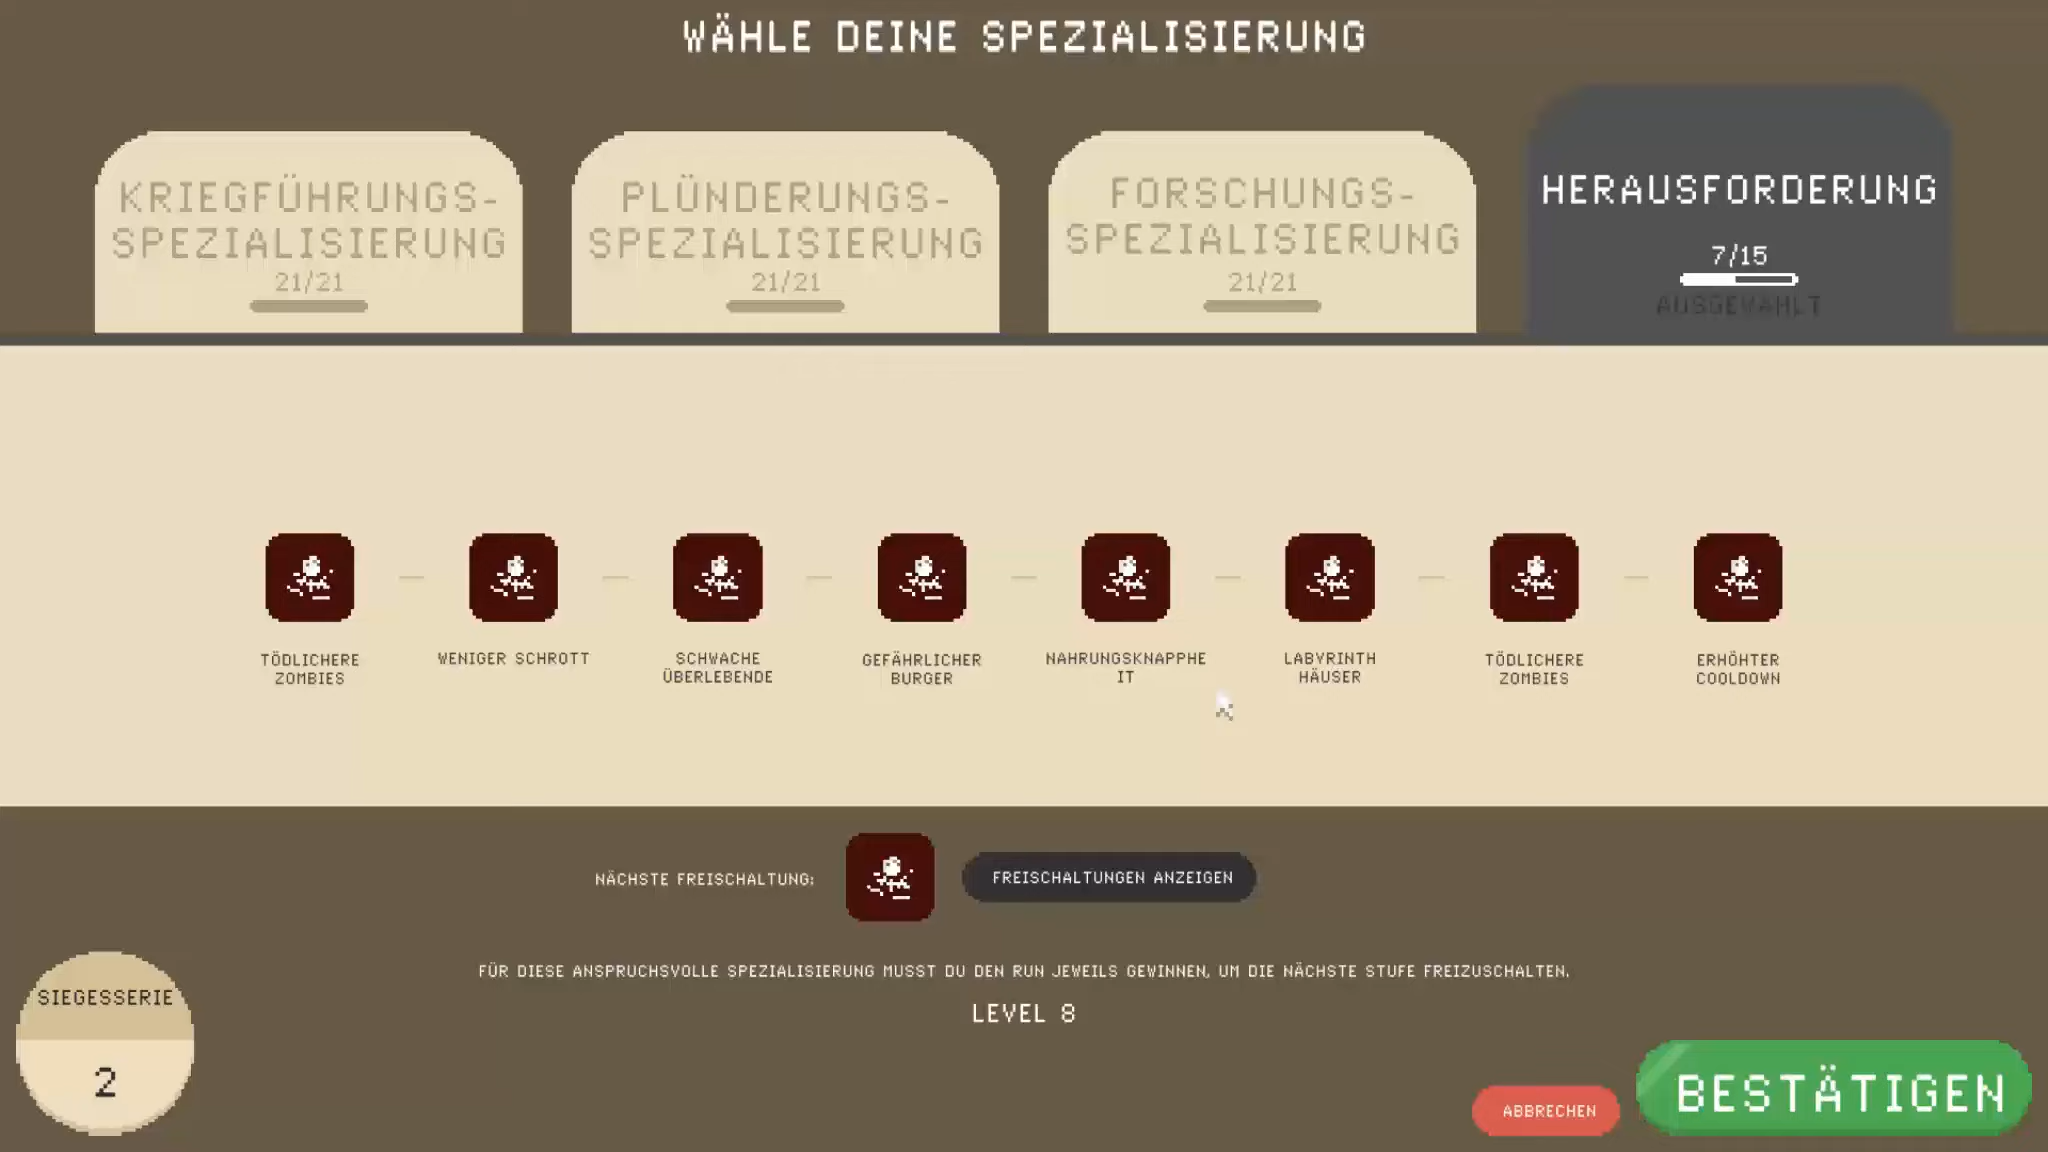 WÄHLE DEINE SPEZIALISIERUNG
KRIEGFÜHRUNGS-
SPEZIALISIERUNG
21/21
PLÜNDERUNGS-
SPEZIALISIERUNG
21/21
FORSCHUNGS-
SPEZIALISIERUNG
21/21
HERAUSFORDERUNG
7/15
AUSGEWÄHLT
TÖDLICHERE
ZOMBIES
WENIGER SCHROTT
SCHWACHE
ÜBERLEBENDE
GEFÄHRLICHER
BURGER
NAHRUNGSKNAPPHE
IT
LABYRINTH
HÄUSER
TÖDLICHERE
ZOMBIES
ERHÖHTER
COOLDOWN
NÄCHSTE FREISCHALTUNG:
FREISCHALTUNGEN ANZEIGEN
FÜR DIESE ANSPRUCHSVOLLE SPEZIALISIERUNG MUSST DU DEN RUN JEWEILS GEWINNEN, UM DIE NÄCHSTE STUFE FREIZUSCHALTEN.
LEVEL 8
SIEGESSERIE
2
ABBRECHEN
BESTÄTIGEN